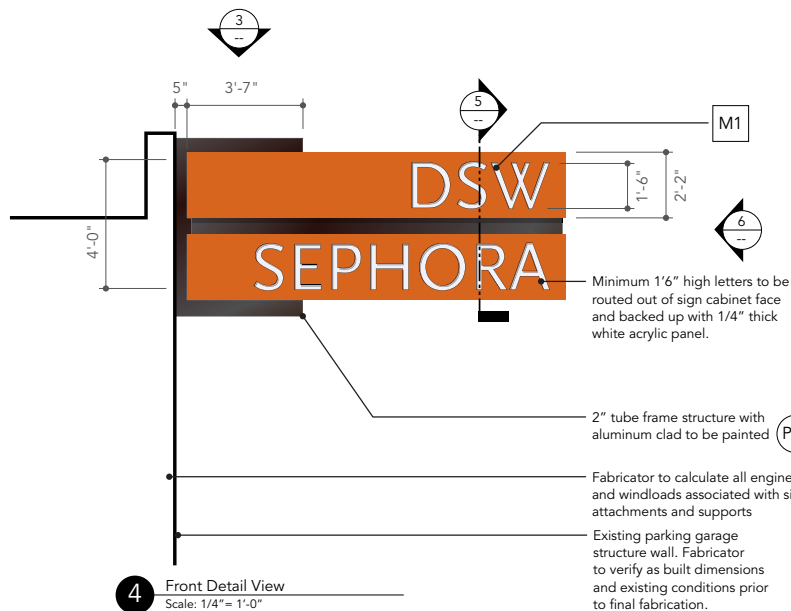 3
--
5"
3'-7"
5
--
M1
DSW
1'-6"
2'-2"
4'-0"
6
--
SEPHORA
Minimum 1'6" high letters to be
routed out of sign cabinet face
and backed up with 1/4" thick
white acrylic panel.
2" tube frame structure with
aluminum clad to be painted
P
Fabricator to calculate all engine
and windloads associated with si
attachments and supports
Existing parking garage
structure wall. Fabricator
to verify as built dimensions
and existing conditions prior
to final fabrication.
4
Front Detail View
Scale: 1/4"= 1'-0"